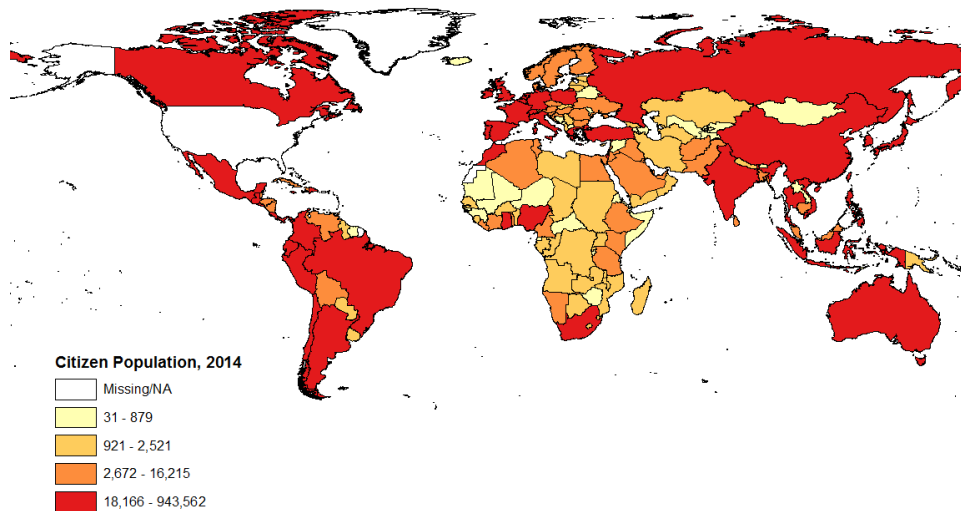 Citizen Population, 2014
Missing/NA
31 - 879
921 - 2,521
2,672 - 16,215
18,166 - 943,562